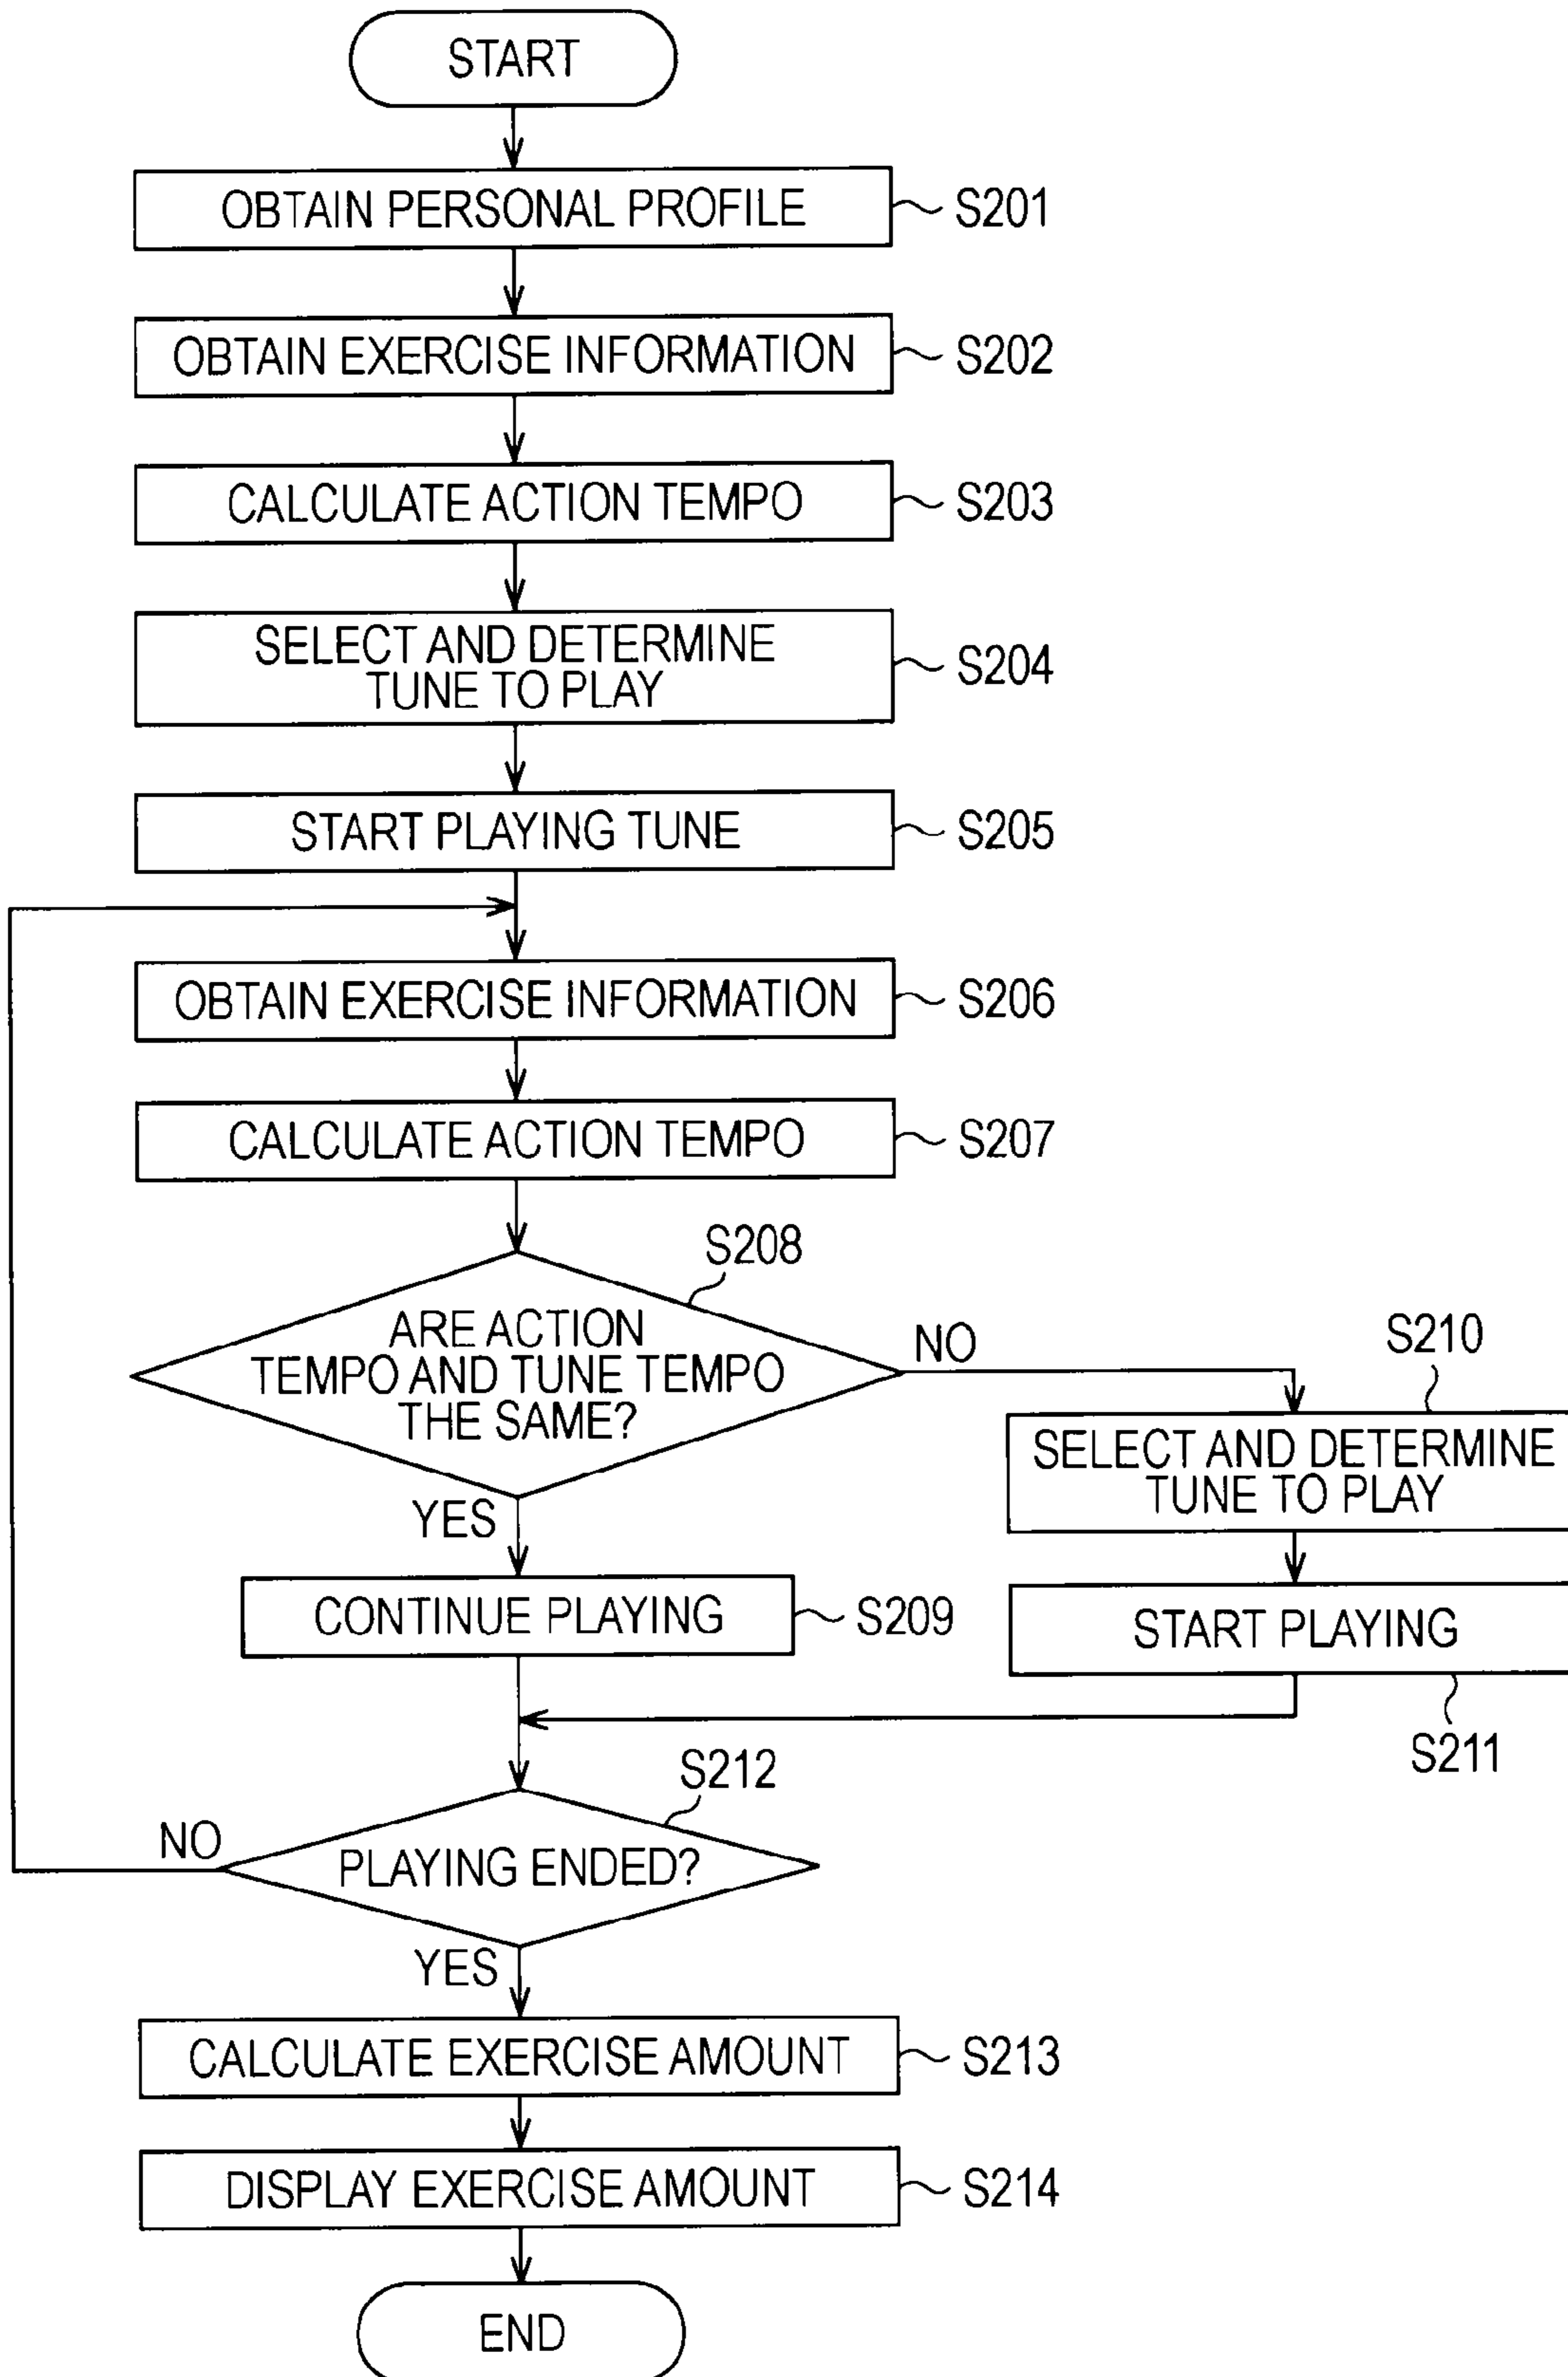 START
OBTAIN PERSONAL PROFILE
S201
OBTAIN EXERCISE INFORMATION
S202
CALCULATE ACTION TEMPO
S203
SELECT AND DETERMINE
TUNE TO PLAY
S204
START PLAYING TUNE
S205
OBTAIN EXERCISE INFORMATION
S206
CALCULATE ACTION TEMPO
S207
S208
ARE ACTION
TEMPO AND TUNE TEMPO
THE SAME?
NO
S210
SELECT AND DETERMINE
TUNE TO PLAY
YES
CONTINUE PLAYING
S209
START PLAYING
S211
S212
NO
PLAYING ENDED?
YES
CALCULATE EXERCISE AMOUNT
S213
DISPLAY EXERCISE AMOUNT
S214
END